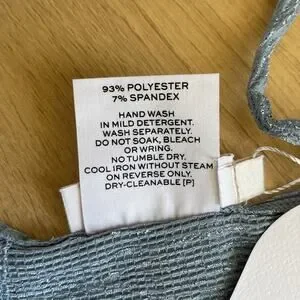 93% POLYESTER
7% SPANDEX
HAND WASH
IN MILD DETERGENT.
WASH SEPARATELY.
DO NOT SOAK, BLEACH
OR WRING.
NO TUMBLE DRY.
COOL IRON WITHOUT STEAM
ON REVERSE ONLY.
DRY-CLEANABLE [P]